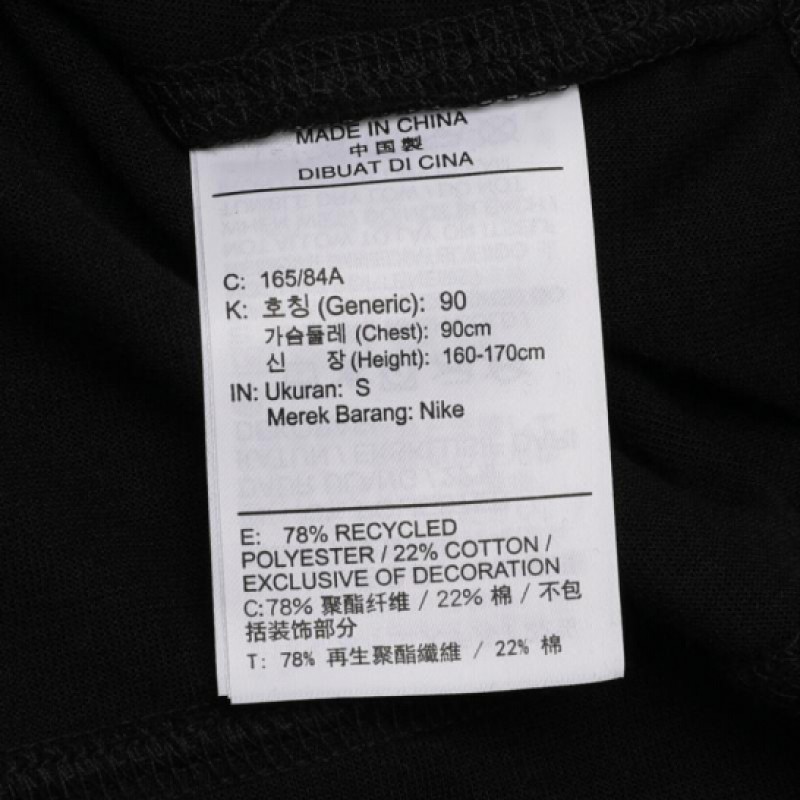 MADE IN CHINA
中国製
DIBUAT DI CINA
C: 165/84A
K: 호칭 (Generic): 90
가슴둘레 (Chest): 90cm
신 장 (Height): 160-170cm
IN: Ukuran: S
Merek Barang: Nike
E: 78% RECYCLED
POLYESTER / 22% COTTON /
EXCLUSIVE OF DECORATION
C:78% 聚酯纤维 / 22% 棉 / 不包
括装饰部分
T: 78% 再生聚酯纖維 / 22% 棉